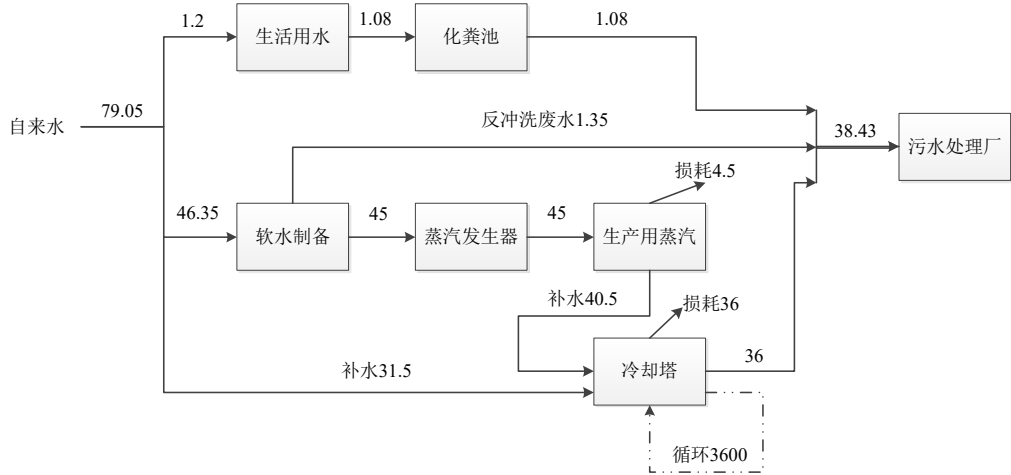 1.2
生活用水
1.08
化粪池
1.08
自来水
79.05
反冲洗废水1.35
38.43
污水处理厂
46.35
软水制备
45
蒸汽发生器
45
生产用蒸汽
损耗4.5
补水40.5
损耗36
补水31.5
冷却塔
36
循环3600